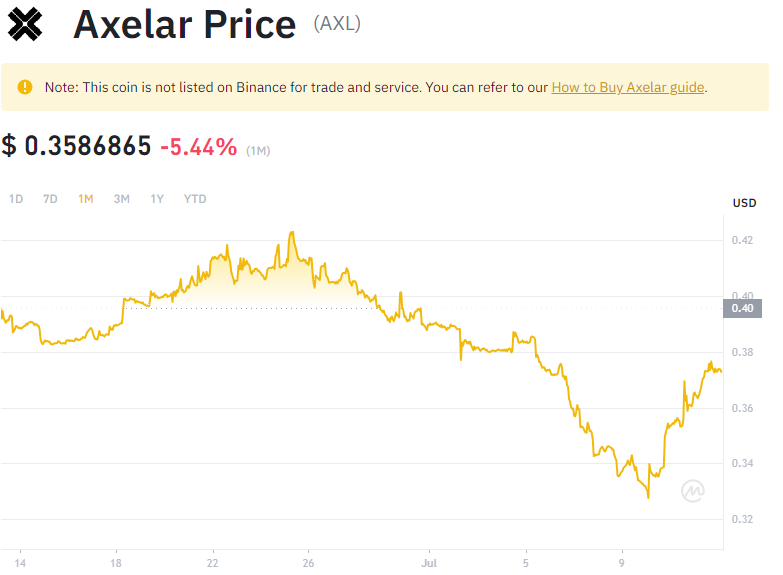 Axelar Price (AXL)
Note: This coin is not listed on Binance for trade and service. You can refer to our How to Buy Axelar guide.
$ 0.3586865 -5.44% (1M)
1D 7D 1M 3M 1Y YTD
USD
0.42
0.40
0.40
0.38
0.36
0.34
0.32
14 18 22 26 Jul 5 9